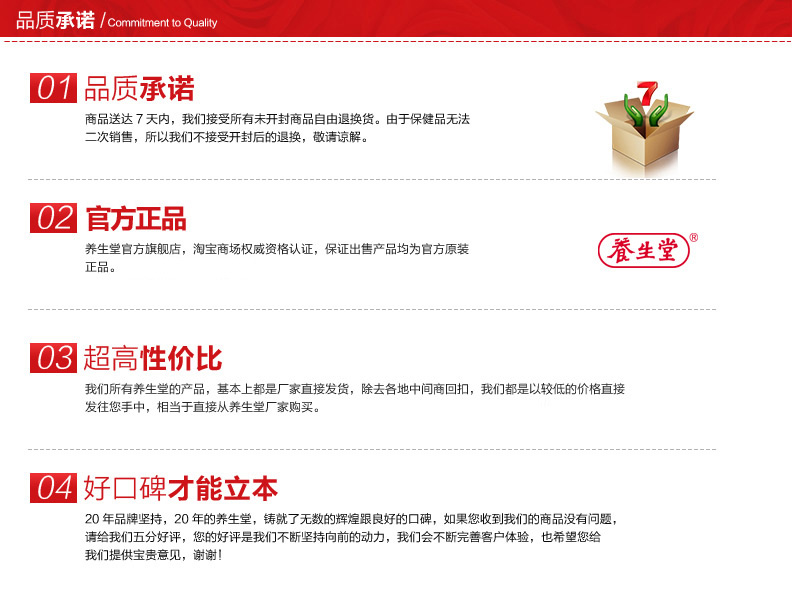 品质承诺 / Commitment to Quality
01 品质承诺
商品送达 7 天内，我们接受所有未开封商品自由退换货。由于保健品无法
二次销售，所以我们不接受开封后的退换，敬请谅解。
7
02 官方正品
养生堂官方旗舰店，淘宝商场权威资格认证，保证出售产品均为官方原装
正品。
養生堂®
03 超高性价比
我们所有养生堂的产品，基本上都是厂家直接发货，除去各地中间商回扣，我们都是以较低的价格直接
发往您手中，相当于直接从养生堂厂家购买。
04 好口碑才能立本
20 年品牌坚持，20 年的养生堂，铸就了无数的辉煌跟良好的口碑，如果您收到我们的商品没有问题，
请给我们五分好评，您的好评是我们不断坚持向前的动力，我们会不断完善客户体验，也希望您给
我们提供宝贵意见，谢谢！